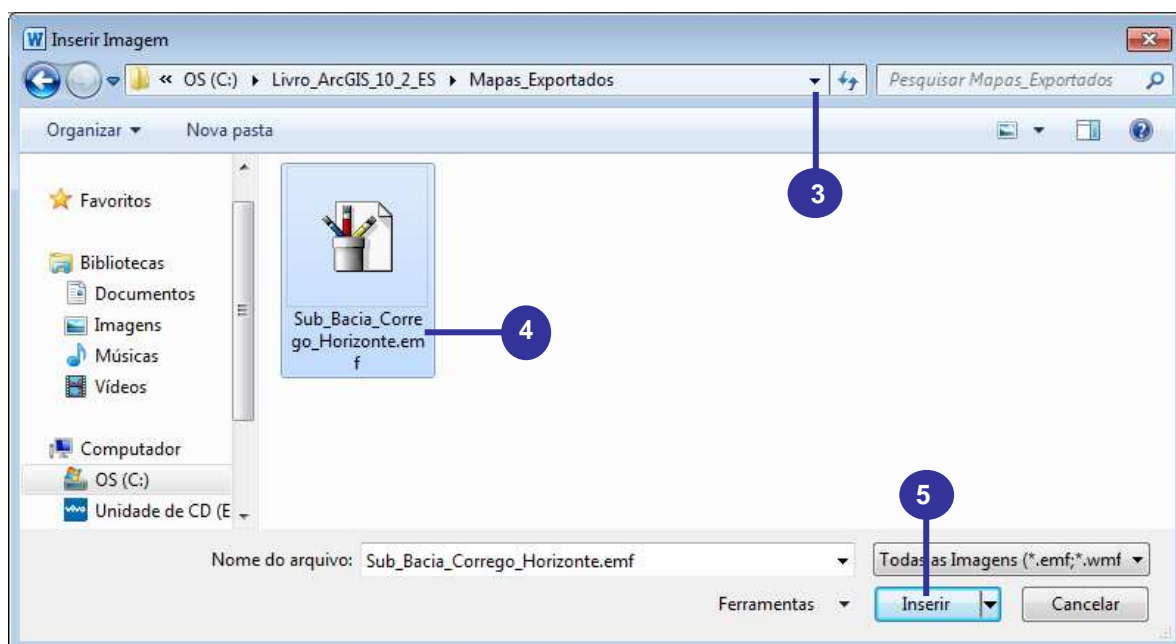 W Inserir Imagem
« OS (C:) Livro_ArcGIS_10_2_ES Mapas_Exportados
Pesquisar Mapas_Exportados
Organizar Nova pasta
3
Favoritos
Bibliotecas
Documentos
Imagens
Músicas
Vídeos
Computador
OS (C:)
vivo Unidade de CD (E
Sub_Bacia_Corre
go_Horizonte.em
f
4
5
Nome do arquivo: Sub_Bacia_Corrego_Horizonte.emf
Todas as Imagens (*.emf;*.wmf
Ferramentas
Inserir
Cancelar